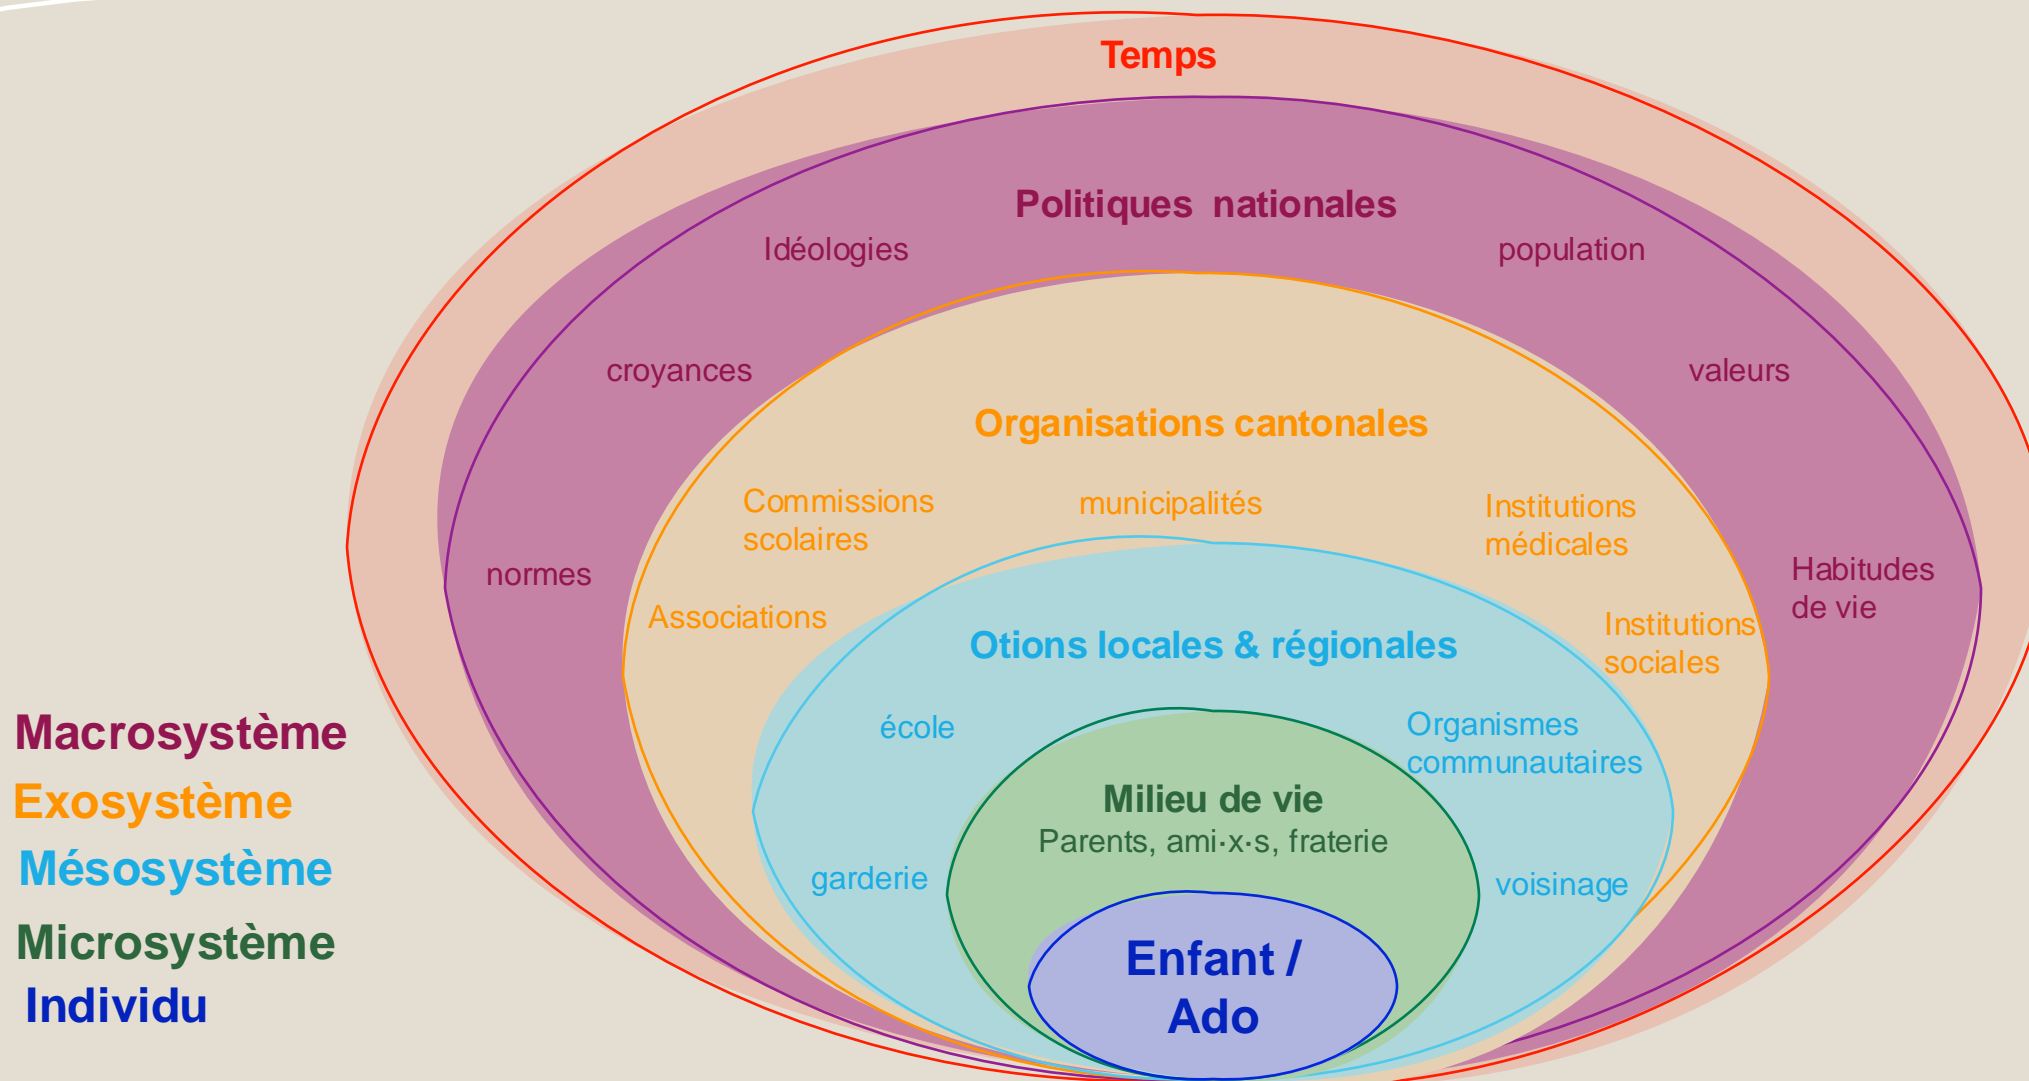 Temps
Politiques nationales
Idéologies
population
croyances
valeurs
Organisations cantonales
Commissions
scolaires
municipalités
Institutions
médicales
normes
Habitudes
de vie
Associations
Institutions
sociales
Otions locales & régionales
école
Organismes
communautaires
Milieu de vie
Parents, ami·x·s, fraterie
garderie
voisinage
Enfant /
Ado
Macrosystème
Exosystème
Mésosystème
Microsystème
Individu